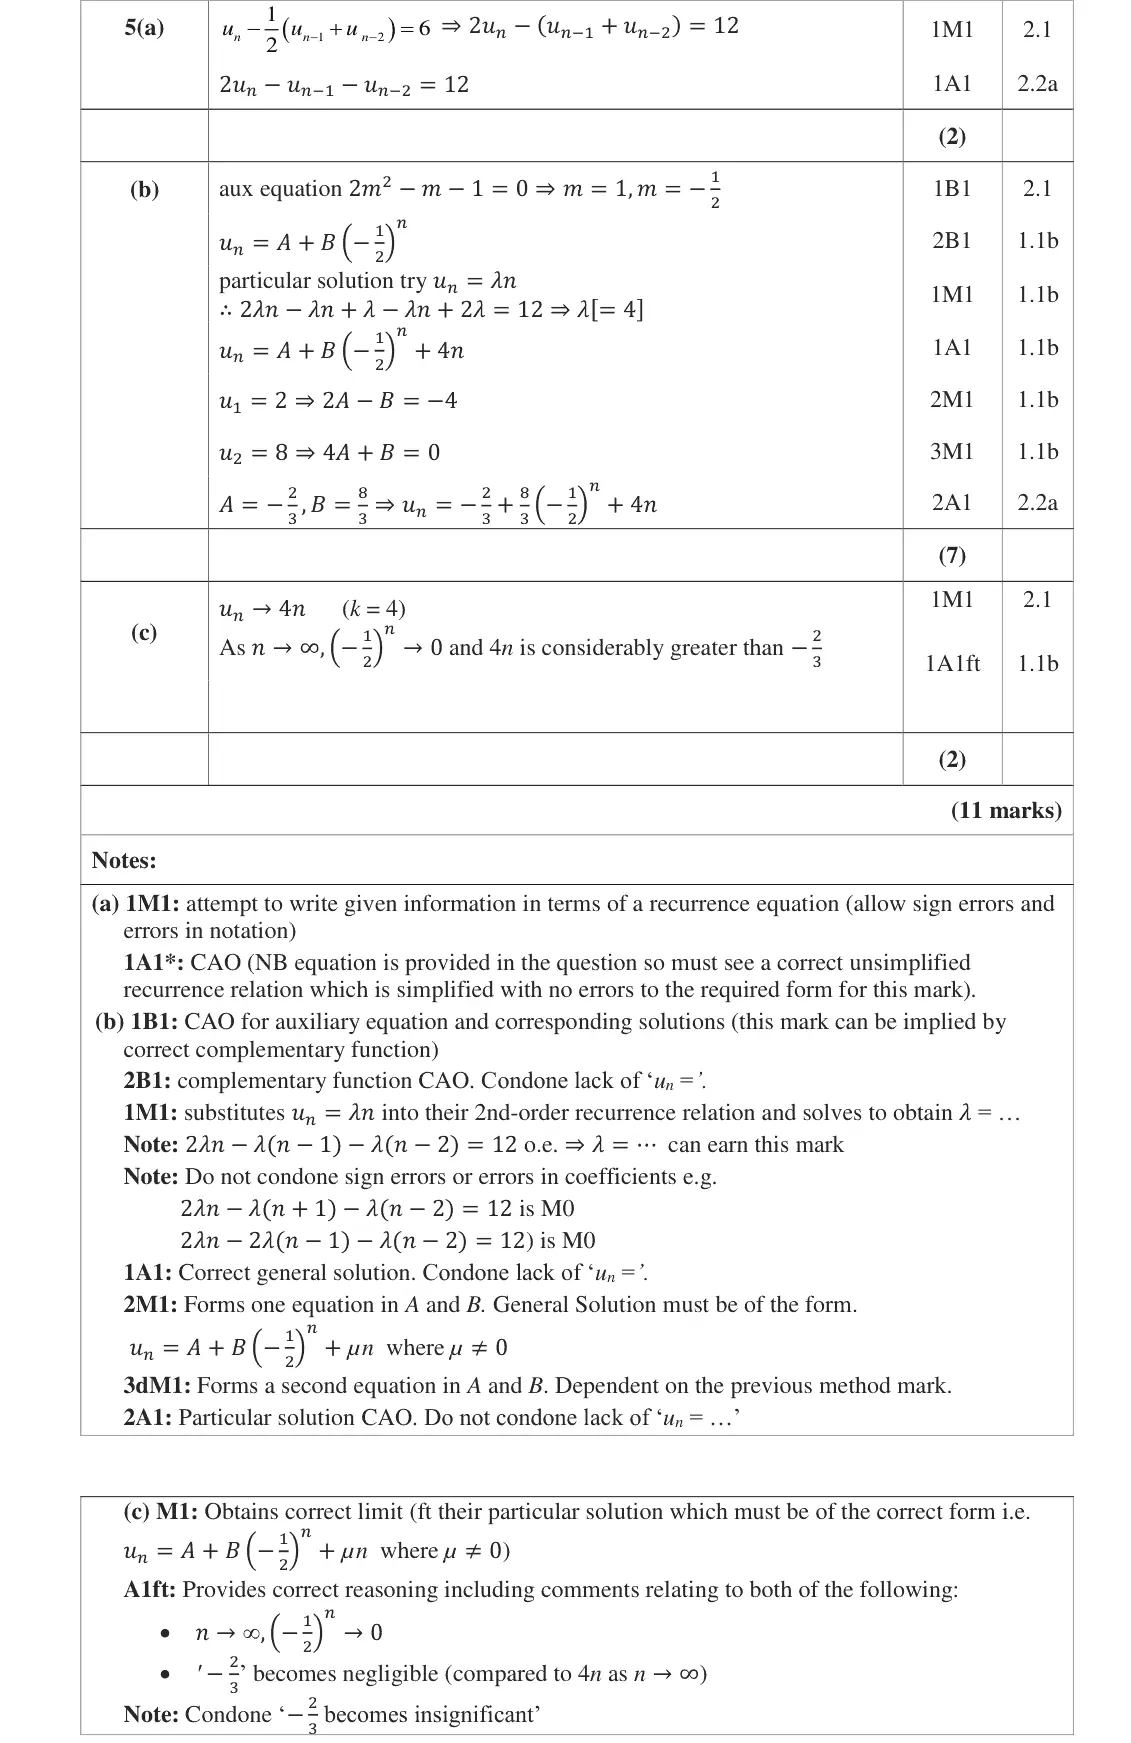 5(a) uₙ − 1/2(uₙ₋₁ + uₙ₋₂) = 6 ⇒ 2uₙ − (uₙ₋₁ + uₙ₋₂) = 12 1M1 2.1
2uₙ − uₙ₋₁ − uₙ₋₂ = 12 1A1 2.2a
(2)
(b) aux equation 2m² − m − 1 = 0 ⇒ m = 1, m = −1/2 1B1 2.1
uₙ = A + B(−1/2)ⁿ 2B1 1.1b
particular solution try uₙ = λn
∴ 2λn − λn + λ − λn + 2λ = 12 ⇒ λ[= 4] 1M1 1.1b
uₙ = A + B(−1/2)ⁿ + 4n 1A1 1.1b
u₁ = 2 ⇒ 2A − B = −4 2M1 1.1b
u₂ = 8 ⇒ 4A + B = 0 3M1 1.1b
A = −2/3, B = 8/3 ⇒ uₙ = −2/3 + 8/3(−1/2)ⁿ + 4n 2A1 2.2a
(7)
(c) uₙ → 4n (k = 4) 1M1 2.1
As n → ∞, (−1/2)ⁿ → 0 and 4n is considerably greater than −2/3 1A1ft 1.1b
(2)
(11 marks)
Notes:
(a) 1M1: attempt to write given information in terms of a recurrence equation (allow sign errors and
errors in notation)
1A1*: CAO (NB equation is provided in the question so must see a correct unsimplified
recurrence relation which is simplified with no errors to the required form for this mark).
(b) 1B1: CAO for auxiliary equation and corresponding solutions (this mark can be implied by
correct complementary function)
2B1: complementary function CAO. Condone lack of ‘uₙ =’.
1M1: substitutes uₙ = λn into their 2nd-order recurrence relation and solves to obtain λ = …
Note: 2λn − λ(n − 1) − λ(n − 2) = 12 o.e. ⇒ λ = ⋯ can earn this mark
Note: Do not condone sign errors or errors in coefficients e.g.
2λn − λ(n + 1) − λ(n − 2) = 12 is M0
2λn − 2λ(n − 1) − λ(n − 2) = 12) is M0
1A1: Correct general solution. Condone lack of ‘uₙ =’.
2M1: Forms one equation in A and B. General Solution must be of the form.
uₙ = A + B(−1/2)ⁿ + μn where μ ≠ 0
3dM1: Forms a second equation in A and B. Dependent on the previous method mark.
2A1: Particular solution CAO. Do not condone lack of ‘uₙ = …’
(c) M1: Obtains correct limit (ft their particular solution which must be of the correct form i.e.
uₙ = A + B(−1/2)ⁿ + μn where μ ≠ 0)
A1ft: Provides correct reasoning including comments relating to both of the following:
• n → ∞, (−1/2)ⁿ → 0
• ′−2/3’ becomes negligible (compared to 4n as n → ∞)
Note: Condone ‘−2/3 becomes insignificant’